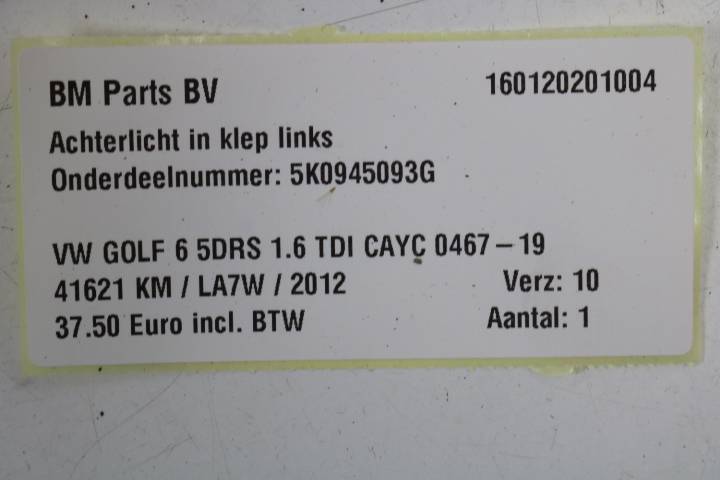 BM Parts BV 160120201004
Achterlicht in klep links
Onderdeelnummer: 5K0945093G
VW GOLF 6 5DRS 1.6 TDI CAYC 0467-19
41621 KM / LA7W / 2012 Verz: 10
37.50 Euro incl. BTW Aantal: 1